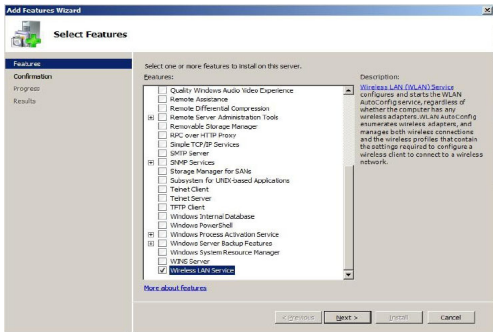 Add Features Wizard
Select Features
Features
Confirmation
Progress
Results
Select one or more features to install on this server.
Features:
Quality Windows Audio Video Experience
Remote Assistance
Remote Differential Compression
Remote Server Administration Tools
Removable Storage Manager
RPC over HTTP Proxy
Simple TCP/IP Services
SMTP Server
SNMP Services
Storage Manager for SANs
Subsystem for UNIX-based Applications
Telnet Client
Telnet Server
TFTP Client
Windows Internal Database
Windows PowerShell
Windows Process Activation Service
Windows Server Backup Features
Windows System Resource Manager
WINS Server
Wireless LAN Service
More about features
Description:
Wireless LAN (WLAN) Service
configures and starts the WLAN
AutoConfig service, regardless of
whether the computer has any
wireless adapters. WLAN AutoConfig
enumerates wireless adapters, and
manages both wireless connections
and the wireless profiles that contain
the settings required to configure a
wireless client to connect to a wireless
network.
< Previous
Next >
Install
Cancel